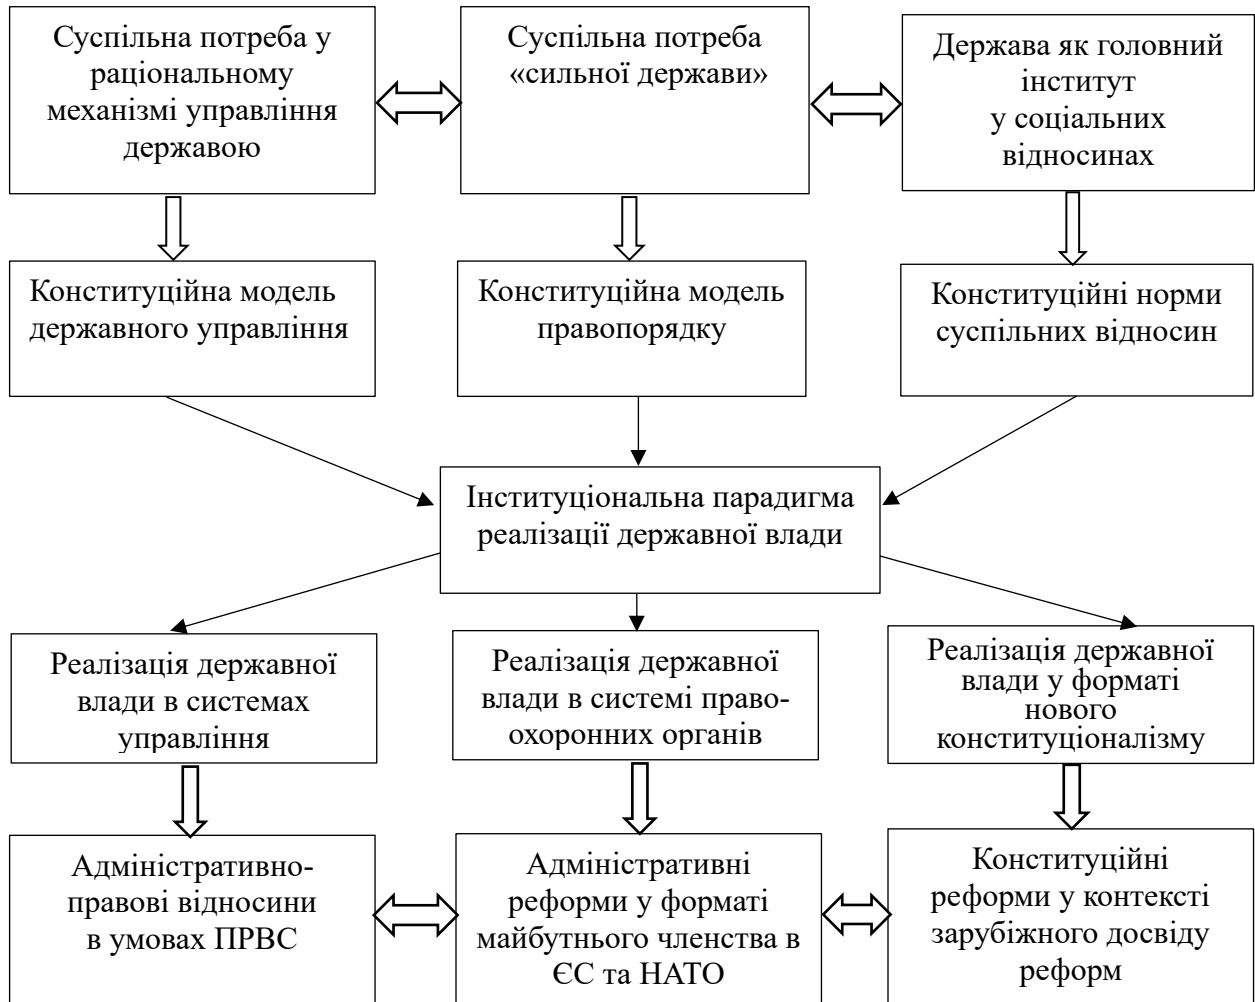 Суспільна потреба у
раціональному
механізмі управління
державою
Суспільна потреба
«сильної держави»
Держава як головний
інститут
у соціальних
відносинах
Конституційна модель
державного управління
Конституційна модель
правопорядку
Конституційні норми
суспільних відносин
Інституціональна парадигма
реалізації державної влади
Реалізація державної
влади в системах
управління
Реалізація державної
влади в системі право-
охоронних органів
Реалізація державної
влади у форматі
нового
конституціоналізму
Адміністративно-
правові відносини
в умовах ПРВС
Адміністративні
реформи у форматі
майбутнього членства в
ЄС та НАТО
Конституційні
реформи у контексті
зарубіжного досвіду
реформ